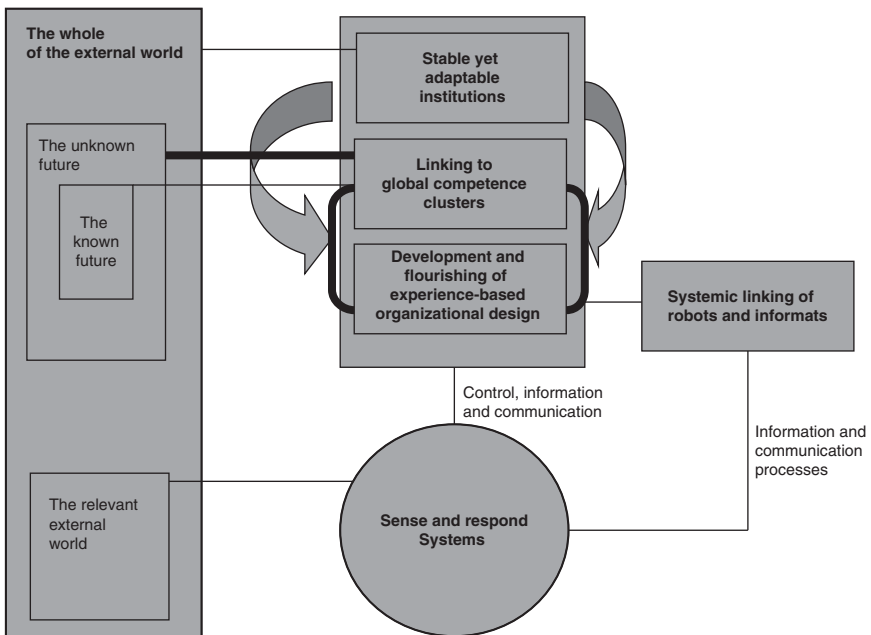 The whole
of the external world
The unknown
future
The
known
future
The relevant
external
world
Stable yet
adaptable
institutions
Linking to
global competence
clusters
Development and
flourishing of
experience-based
organizational design
Systemic linking of
robots and informats
Control, information
and communication
Information and
communication
processes
Sense and respond
Systems